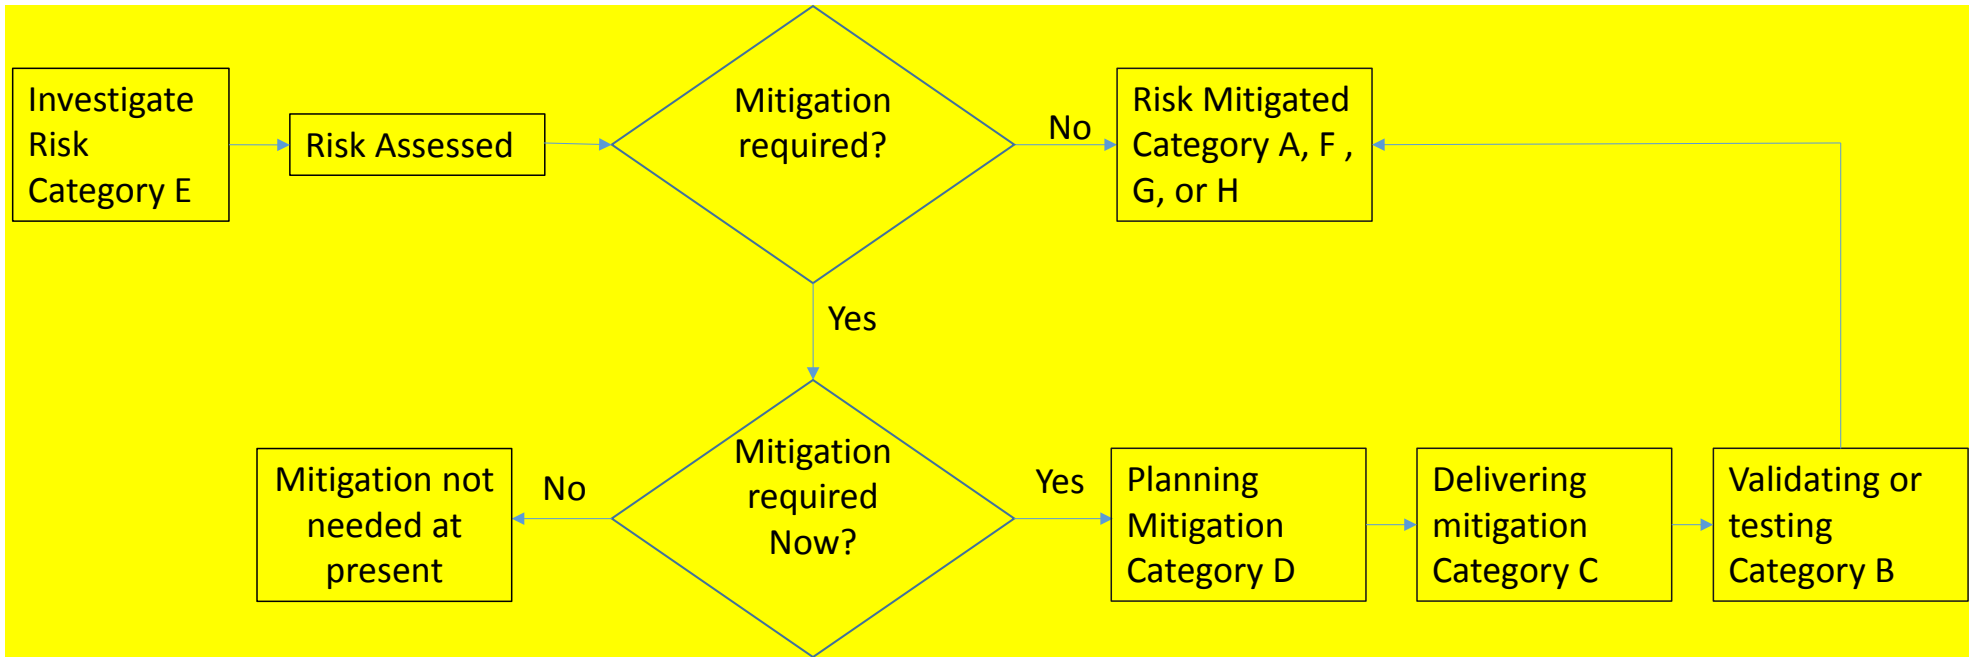 Investigate
Risk
Category E
Risk Assessed
Mitigation
required?
No
Risk Mitigated
Category A, F ,
G, or H
Yes
Mitigation not
needed at
present
No
Mitigation
required
Now?
Yes
Planning
Mitigation
Category D
Delivering
mitigation
Category C
Validating or
testing
Category B